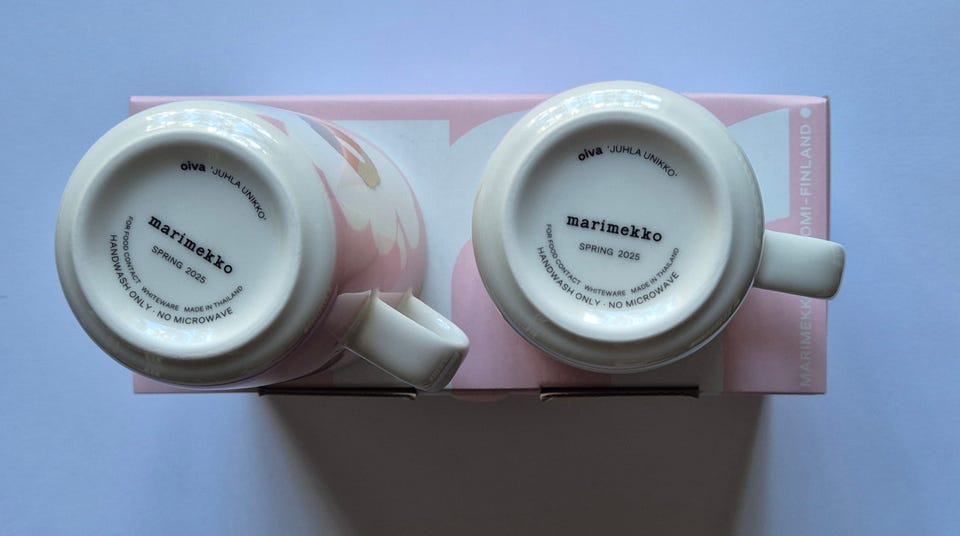 oiva 'JUHLA UNIKKO'
marimekko
SPRING 2025
FOR FOOD CONTACT WHITEWARE MADE IN THAILAND
HANDWASH ONLY · NO MICROWAVE
oiva 'JUHLA UNIKKO'
marimekko
SPRING 2025
FOR FOOD CONTACT WHITEWARE MADE IN THAILAND
HANDWASH ONLY · NO MICROWAVE
MARIMEKKO OMI–FINLAND